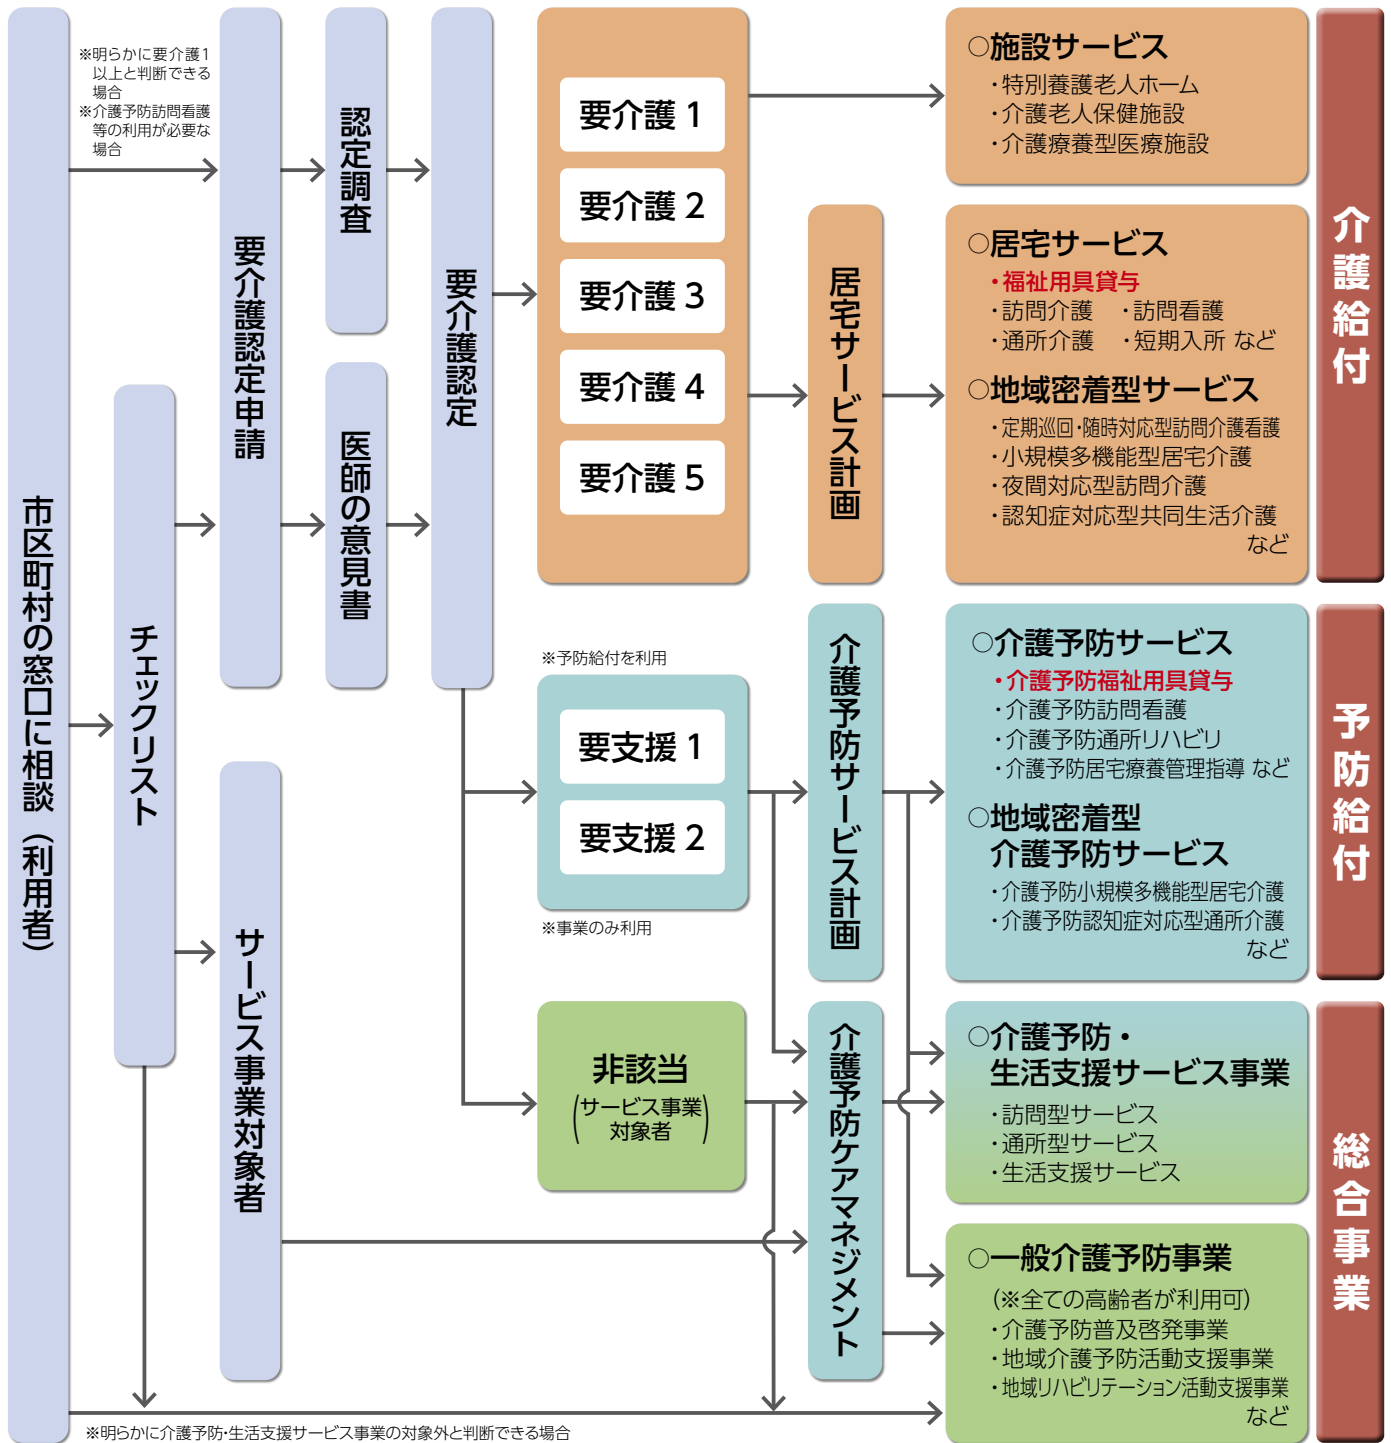 市区町村の窓口に相談（利用者）
※明らかに要介護1
以上と判断できる
場合
※介護予防訪問看護
等の利用が必要な
場合
チェックリスト
要介護認定申請
サービス事業対象者
認定調査
医師の意見書
要介護認定
要介護 1
要介護 2
要介護 3
要介護 4
要介護 5
※予防給付を利用
要支援 1
要支援 2
※事業のみ利用
非該当
（サービス事業
対象者）
居宅サービス計画
介護予防サービス計画
介護予防ケアマネジメント
○施設サービス
・特別養護老人ホーム
・介護老人保健施設
・介護療養型医療施設
○居宅サービス
・福祉用具貸与
・訪問介護 ・訪問看護
・通所介護 ・短期入所 など
○地域密着型サービス
・定期巡回・随時対応型訪問介護看護
・小規模多機能型居宅介護
・夜間対応型訪問介護
・認知症対応型共同生活介護
など
介護給付
○介護予防サービス
・介護予防福祉用具貸与
・介護予防訪問看護
・介護予防通所リハビリ
・介護予防居宅療養管理指導 など
○地域密着型
介護予防サービス
・介護予防小規模多機能型居宅介護
・介護予防認知症対応型通所介護
など
予防給付
○介護予防・
生活支援サービス事業
・訪問型サービス
・通所型サービス
・生活支援サービス
○一般介護予防事業
(※全ての高齢者が利用可)
・介護予防普及啓発事業
・地域介護予防活動支援事業
・地域リハビリテーション活動支援事業
など
総合事業
※明らかに介護予防・生活支援サービス事業の対象外と判断できる場合